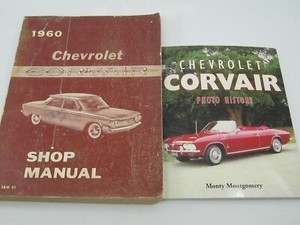 1960
Chevrolet
CORVAIR
SHOP
MANUAL
CHEVROLET
CORVAIR
PHOTO HISTORY
Monty Montgomery